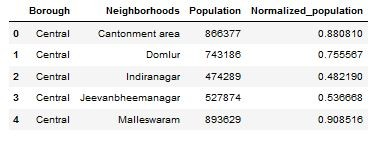 Borough Neighborhoods Population Normalized_population
0 Central Cantonment area 866377 0.880810
1 Central Domlur 743186 0.755567
2 Central Indiranagar 474289 0.482190
3 Central Jeevanbheemanagar 527874 0.536668
4 Central Malleswaram 893629 0.908516